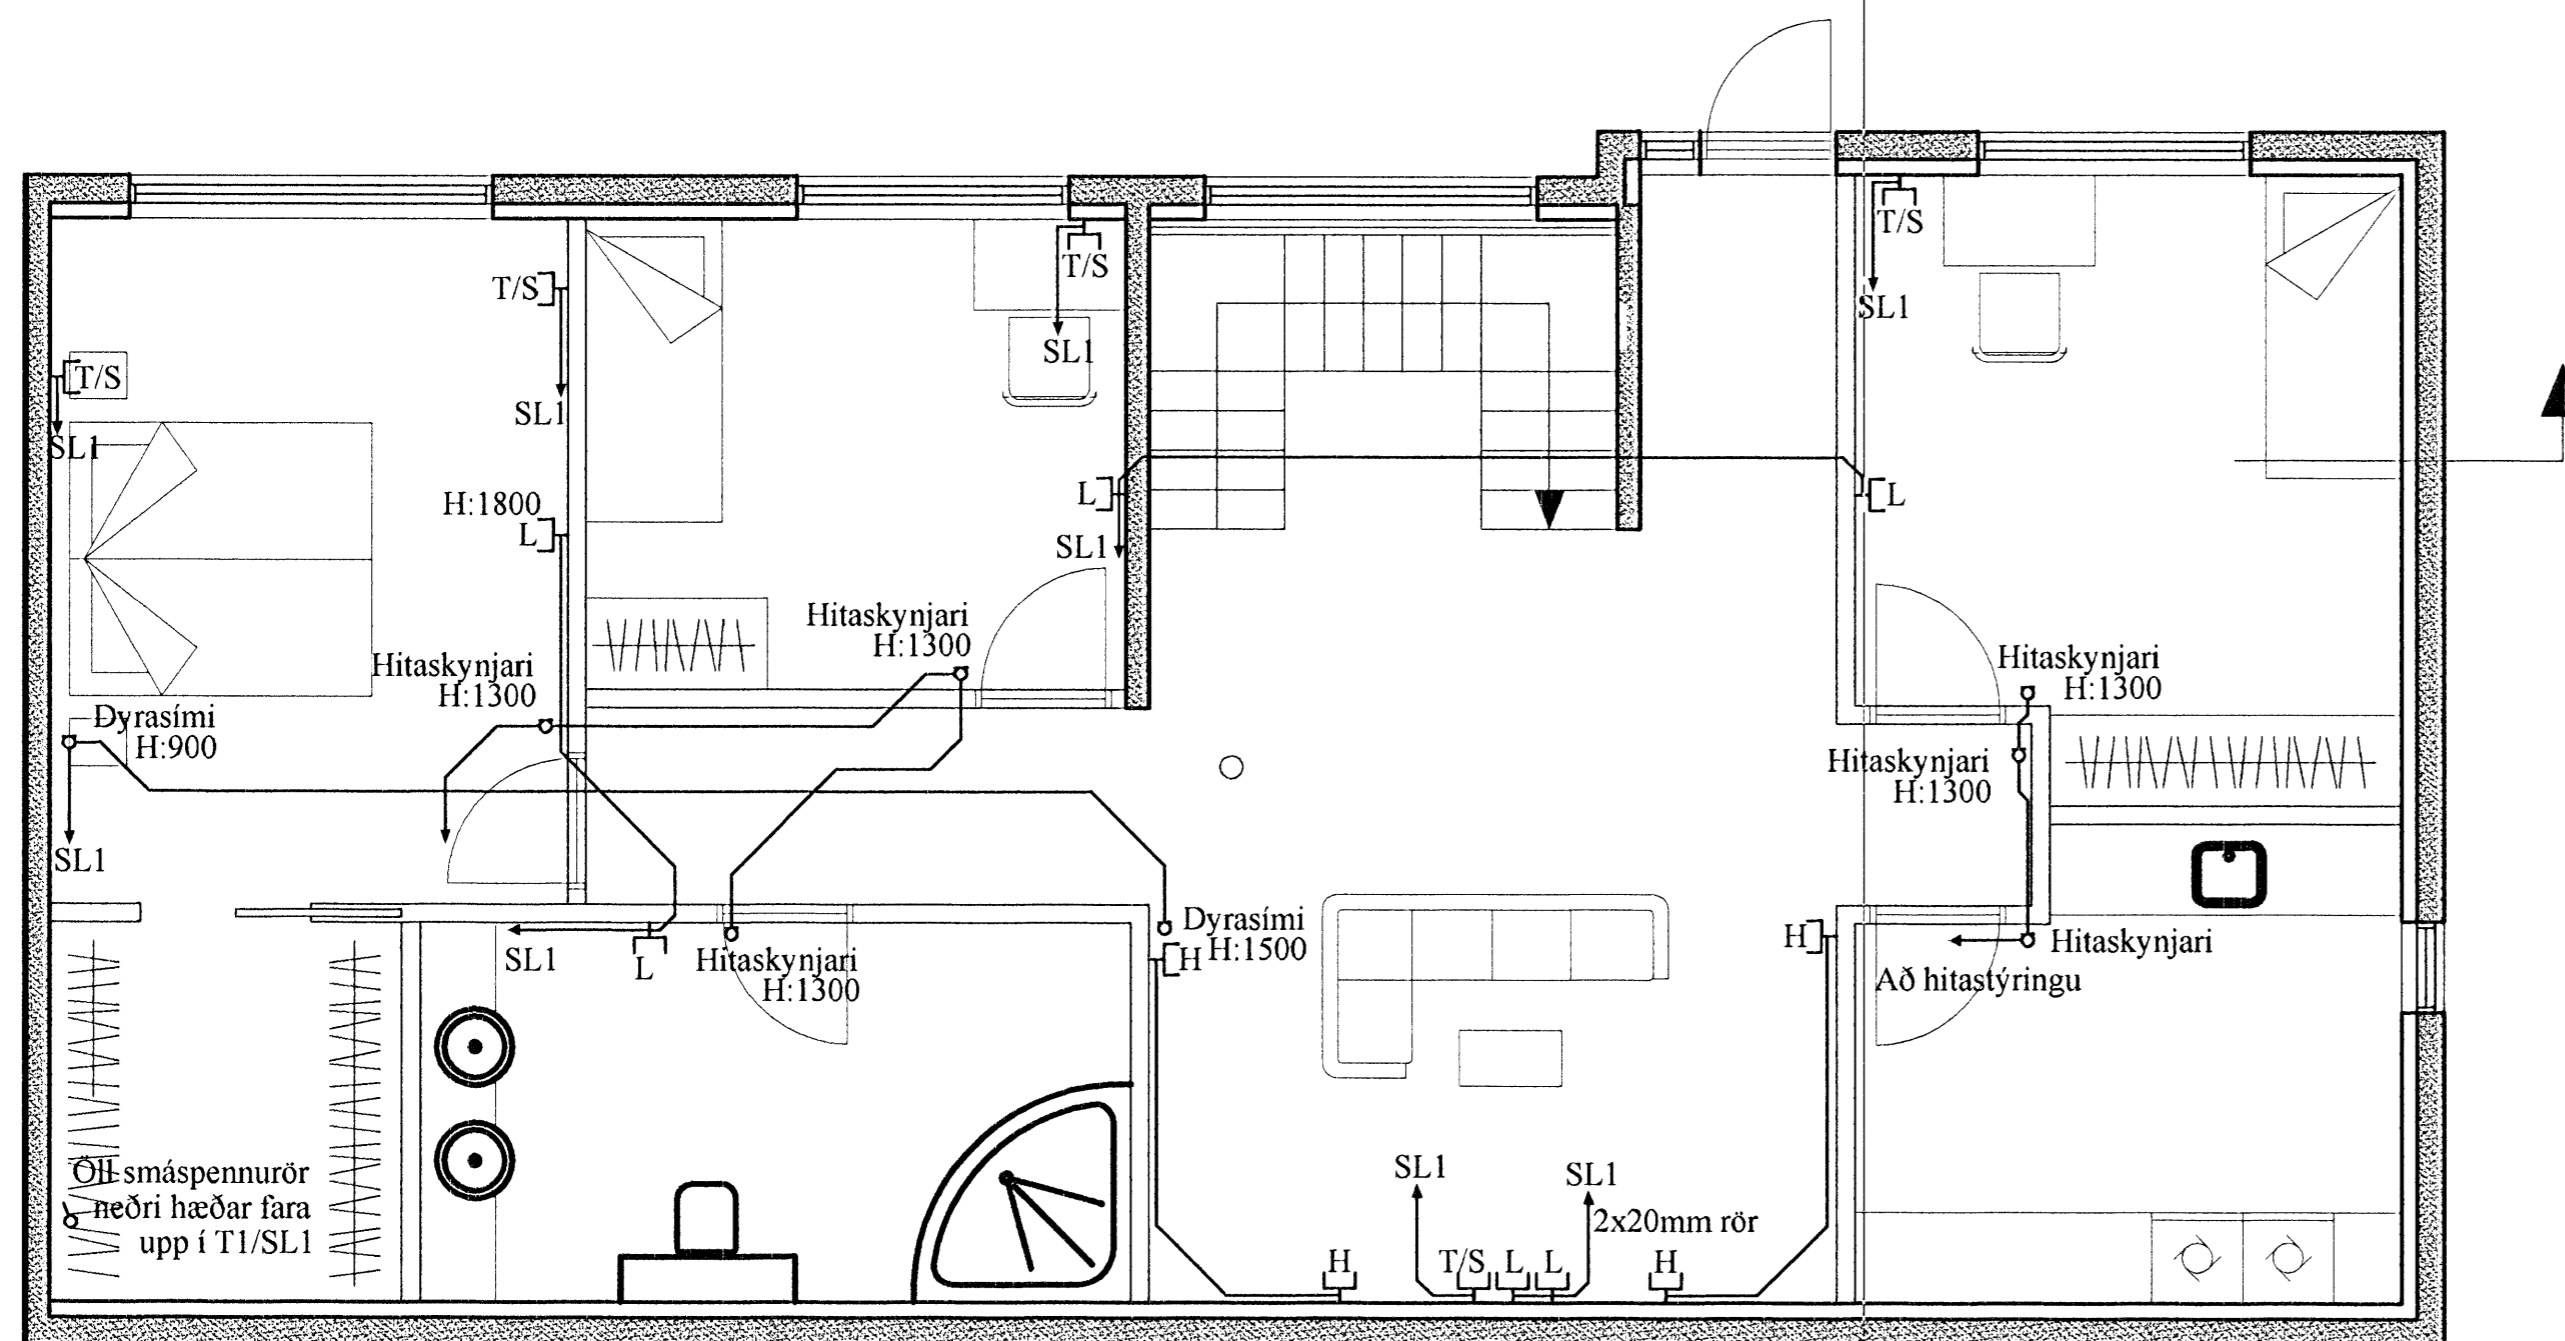 T/S
SL1
T/S
SL1
T/S
SL1
T/S
SL1
H:1800
L
L
SL1
L
Hitaskynjari
H:1300
Hitaskynjari
H:1300
Dyrasími
H:900
SL1
Hitaskynjari
H:1300
Hitaskynjari
H:1300
SL1
L
Hitaskynjari
H:1300
Dyrasími
H:1500
H
H
Hitaskynjari
Að hitastýringu
Öll smáspennurör
neðri hæðar fara
upp í T1/SL1
SL1
SL1
2x20mm rör
H
T/S
L
L
H